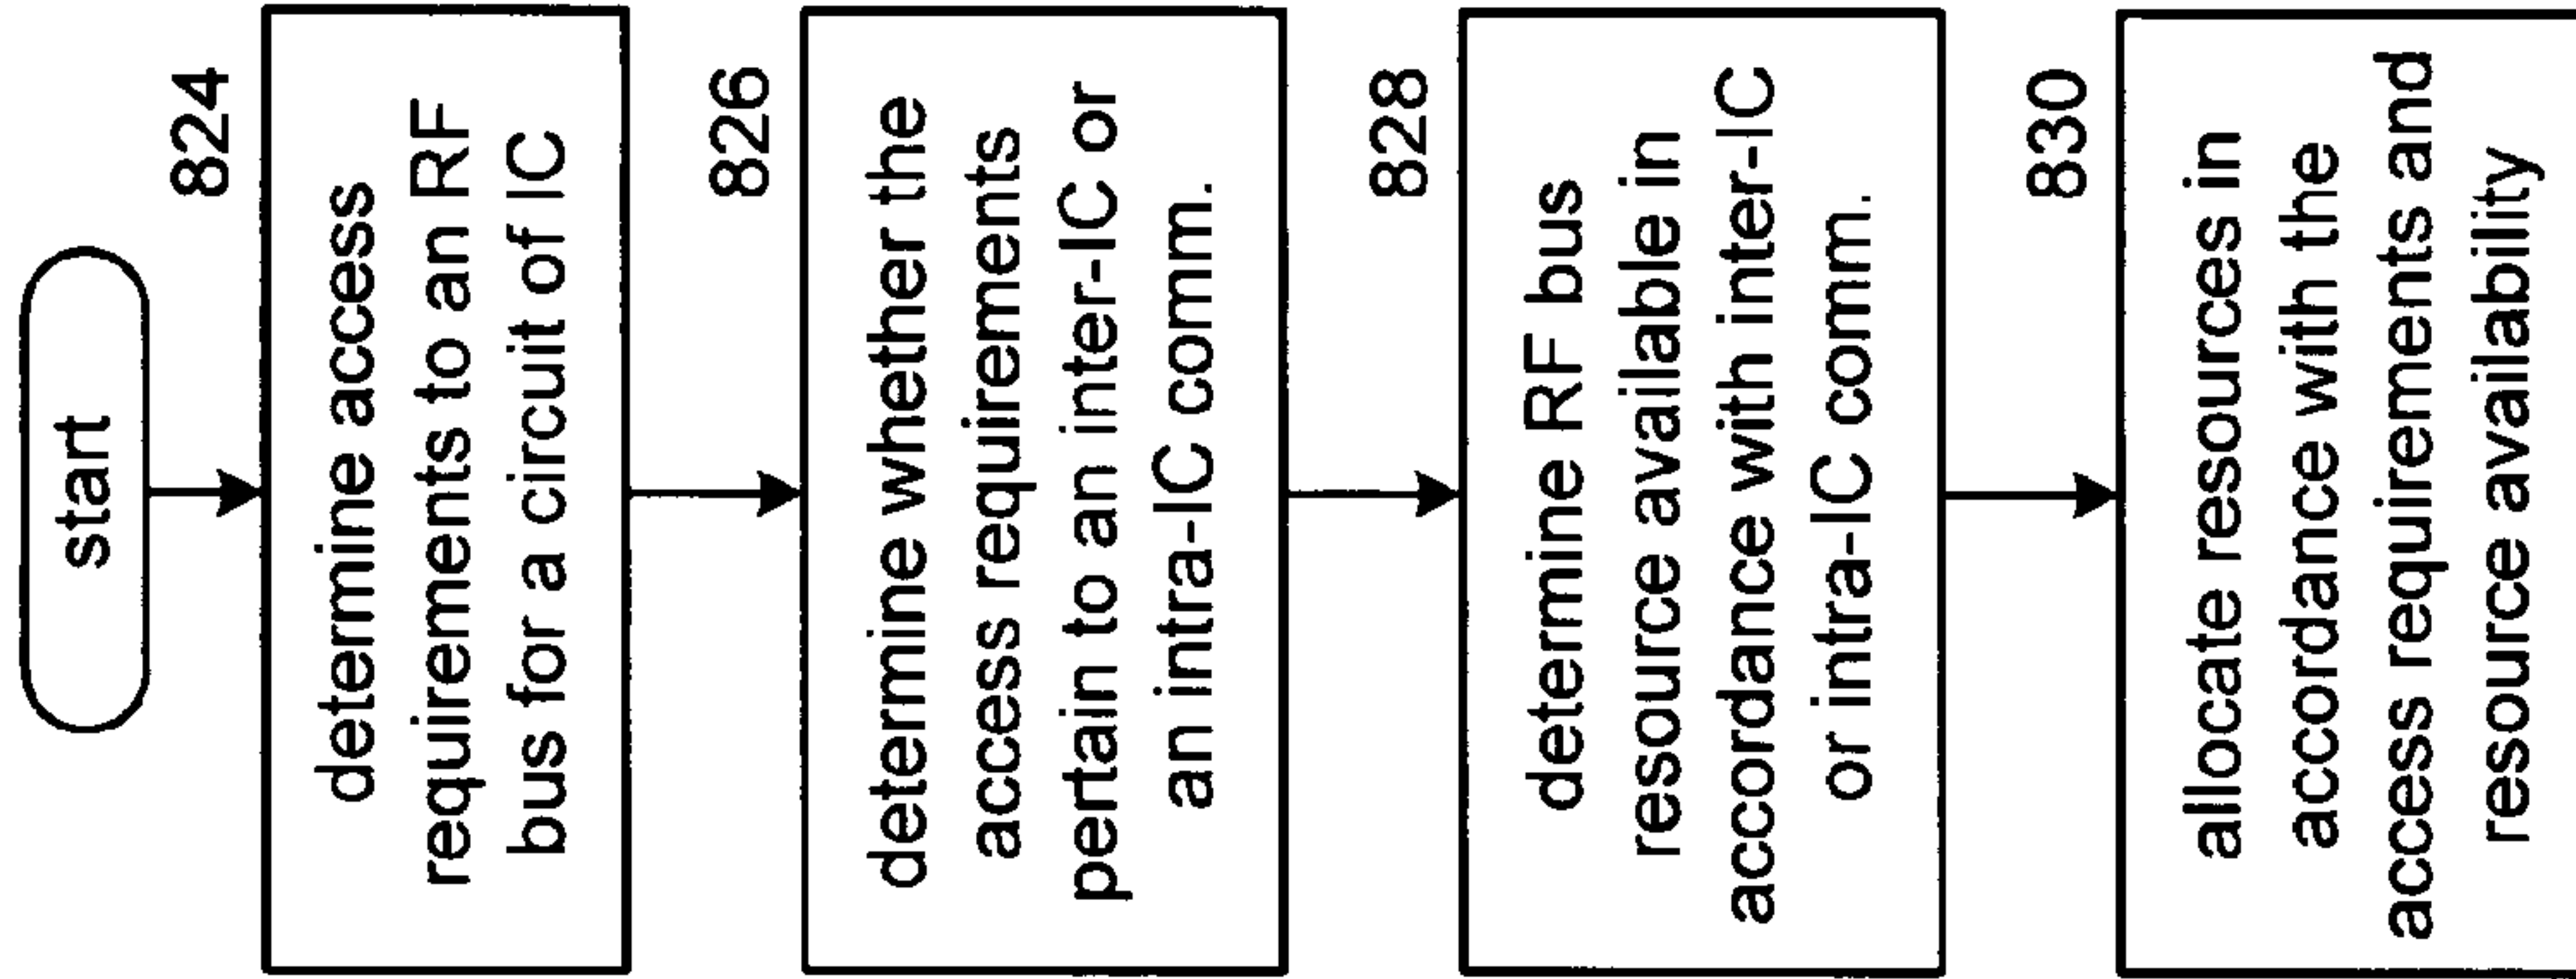 start
824
determine access
requirements to an RF
bus for a circuit of IC
826
determine whether the
access requirements
pertain to an inter-IC or
an intra-IC comm.
828
determine RF bus
resource available in
accordance with inter-IC
or intra-IC comm.
830
allocate resources in
accordance with the
access requirements and
resource availability